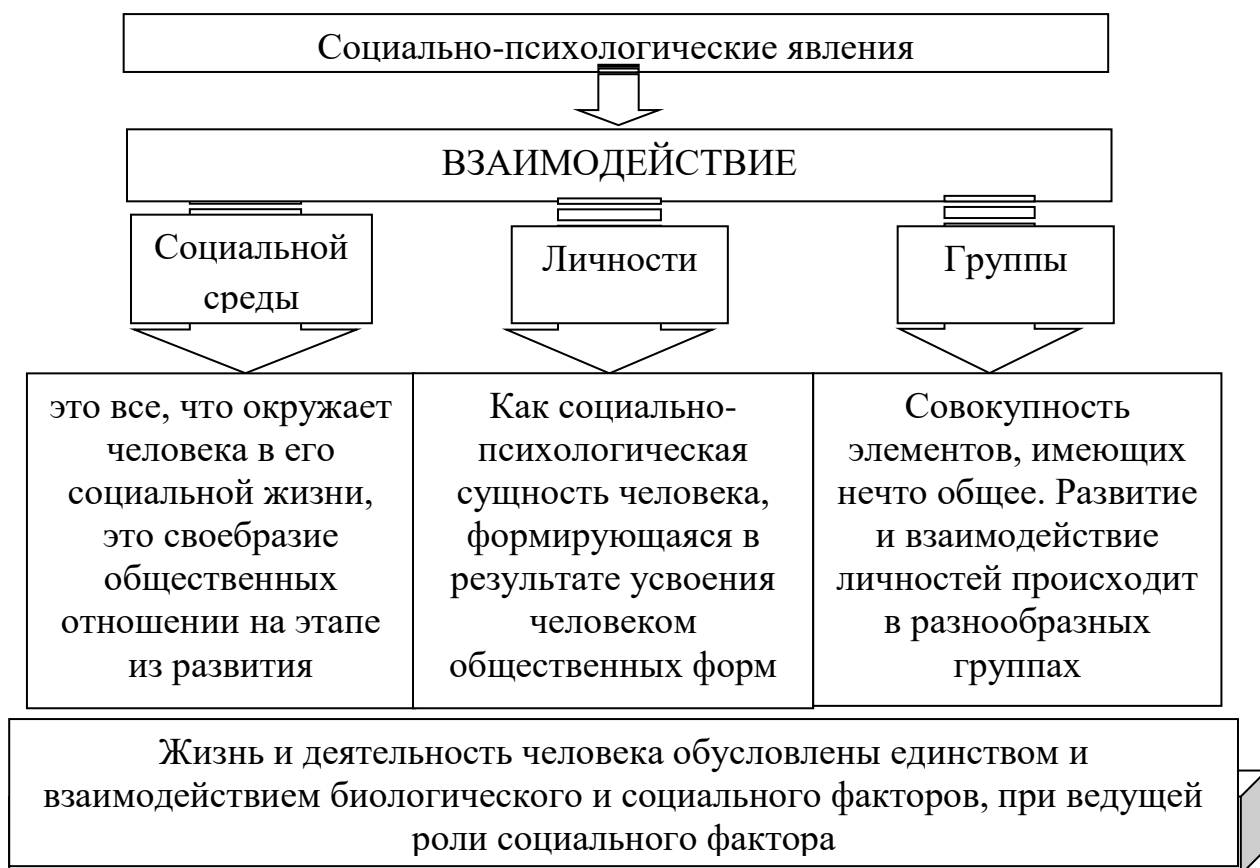 Социально-психологические явления
ВЗАИМОДЕЙСТВИЕ
Социальной
среды
Личности
Группы
это все, что окружает
человека в его
социальной жизни,
это своебразие
общественных
отношении на этапе
из развития
Как социально-
психологическая
сущность человека,
формирующаяся в
результате усвоения
человеком
общественных форм
Совокупность
элементов, имеющих
нечто общее. Развитие
и взаимодействие
личностей происходит
в разнообразных
группах
Жизнь и деятельность человека обусловлены единством и
взаимодействием биологического и социального факторов, при ведущей
роли социального фактора